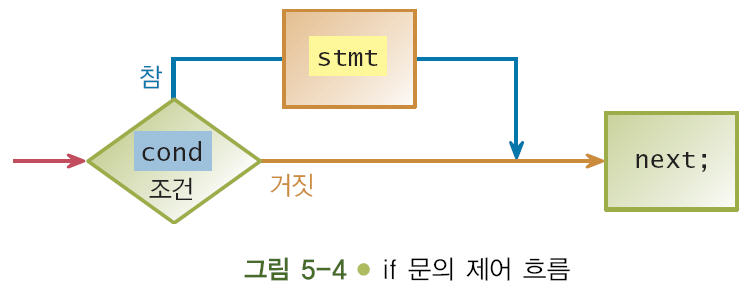 stmt
참
cond
조건
거짓
next;
그림 5-4 ● if 문의 제어 흐름